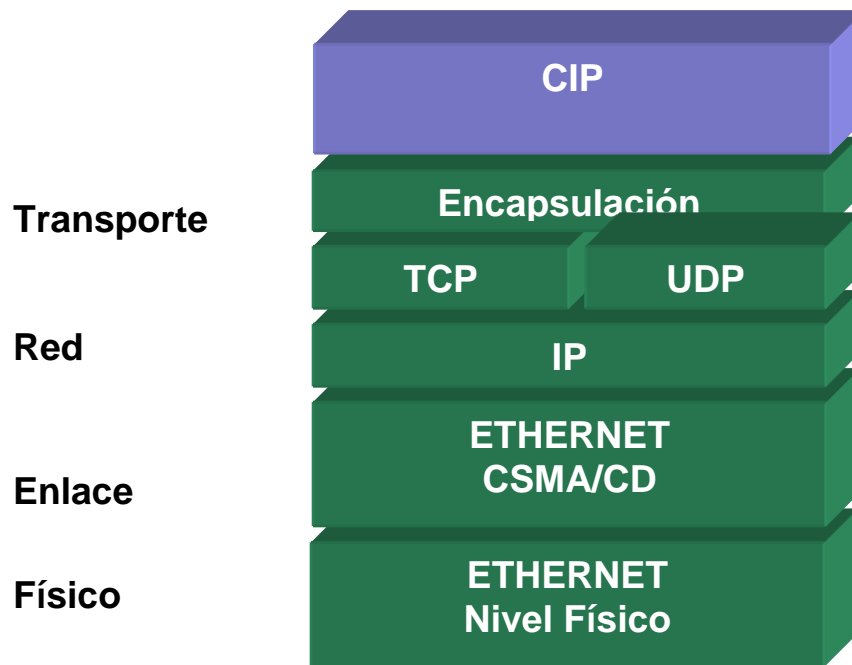 CIP
Encapsulación
Transporte
TCP
UDP
Red
IP
ETHERNET
CSMA/CD
Enlace
ETHERNET
Nivel Físico
Físico